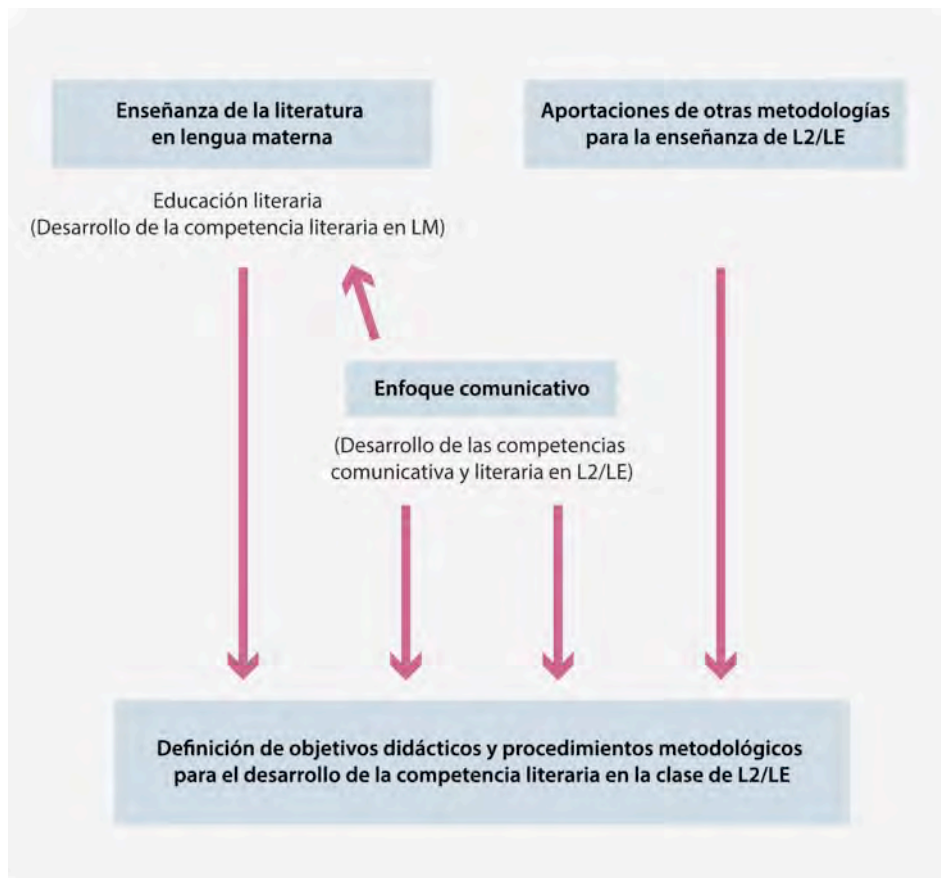 Enseñanza de la literatura
en lengua materna
Aportaciones de otras metodologías
para la enseñanza de L2/LE
Educación literaria
(Desarrollo de la competencia literaria en LM)
Enfoque comunicativo
(Desarrollo de las competencias
comunicativa y literaria en L2/LE)
Definición de objetivos didácticos y procedimientos metodológicos
para el desarrollo de la competencia literaria en la clase de L2/LE